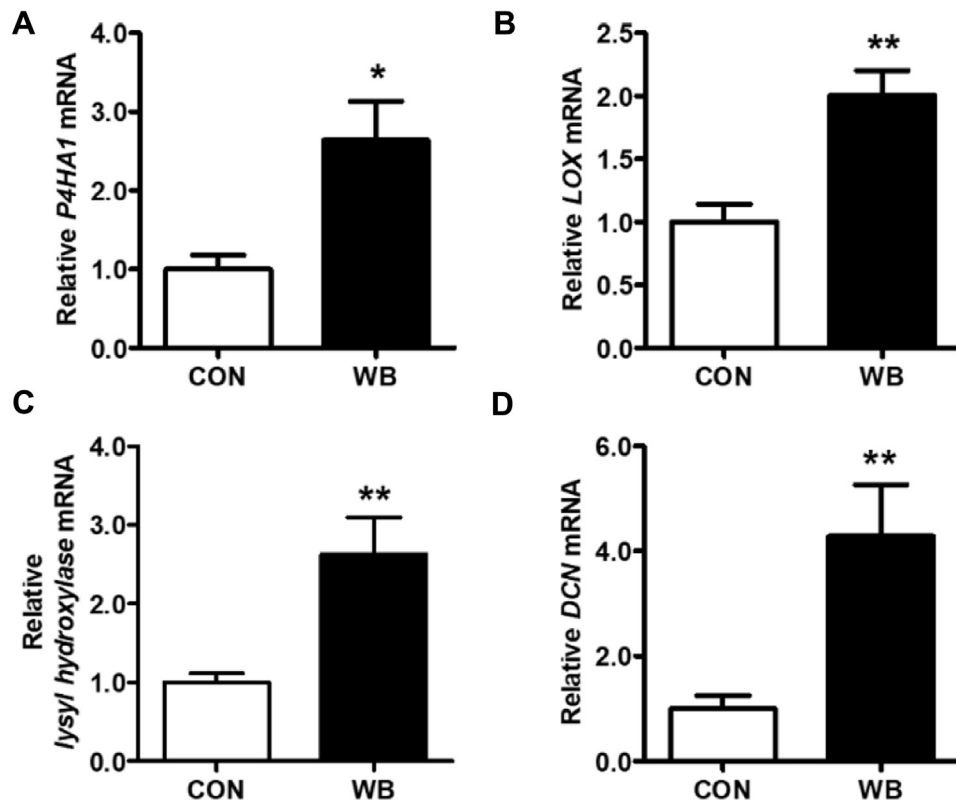 A
Relative P4HA1 mRNA
4.0
3.0
2.0
1.0
0.0
*
CON WB
B
Relative LOX mRNA
2.5
2.0
1.5
1.0
0.5
0.0
**
CON WB
C
Relative
lysyl hydroxylase mRNA
4.0
3.0
2.0
1.0
0.0
**
CON WB
D
Relative DCN mRNA
6.0
4.0
2.0
0.0
**
CON WB